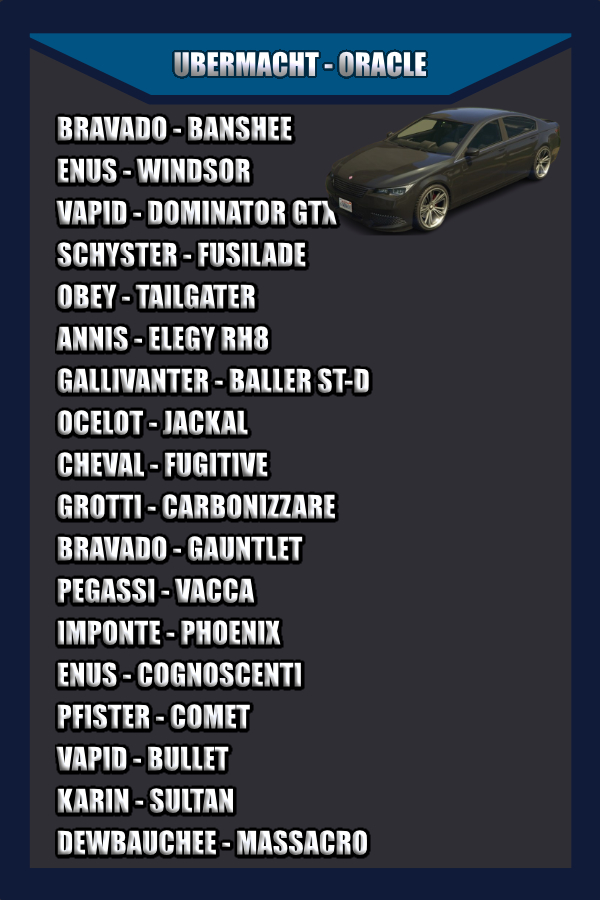 UBERMACHT - ORACLE
BRAVADO - BANSHEE
ENUS - WINDSOR
VAPID - DOMINATOR GTX
SCHYSTER - FUSILADE
OBEY - TAILGATER
ANNIS - ELEGY RH8
GALLIVANTER - BALLER ST-D
OCELOT - JACKAL
CHEVAL - FUGITIVE
GROTTI - CARBONIZZARE
BRAVADO - GAUNTLET
PEGASSI - VACCA
IMPONTE - PHOENIX
ENUS - COGNOSCENTI
PFISTER - COMET
VAPID - BULLET
KARIN - SULTAN
DEWBAUCHEE - MASSACRO